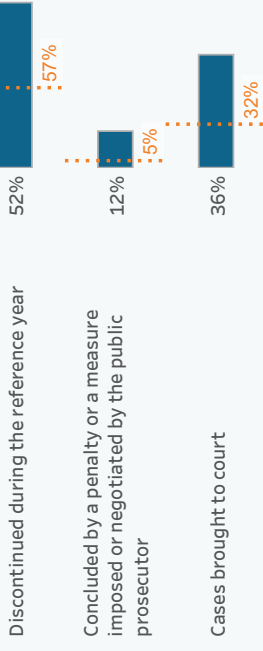 Discontinued during the reference year
52%
57%
Concluded by a penalty or a measure
imposed or negotiated by the public
prosecutor
12%
5%
Cases brought to court
36%
32%